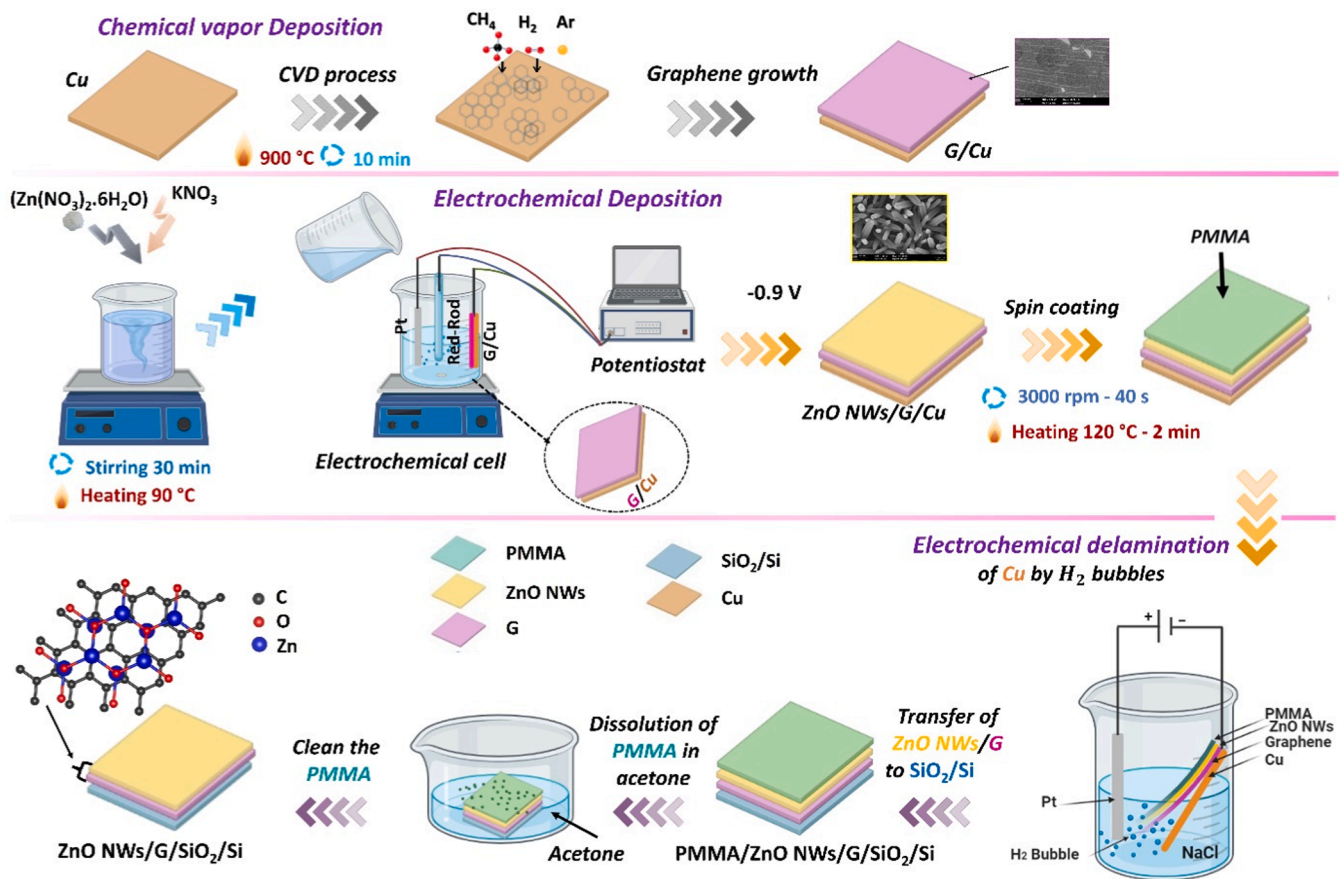 Chemical vapor Deposition
CH₄ H₂ Ar
Cu
CVD process
900 °C 10 min
Graphene growth
G/Cu
(Zn(NO₃)₂.6H₂O)
KNO₃
Stirring 30 min
Heating 90 °C
Electrochemical Deposition
Pt
Red-Rod
G/Cu
Potentiostat
Electrochemical cell
G/Cu
-0.9 V
ZnO NWs/G/Cu
Spin coating
3000 rpm - 40 s
Heating 120 °C - 2 min
PMMA
Electrochemical delamination
of Cu by H₂ bubbles
PMMA
ZnO NWs
G
SiO₂/Si
Cu
+ −
PMMA
ZnO NWs
Graphene
Cu
Pt
H₂ Bubble
NaCl
Transfer of
ZnO NWs/G
to SiO₂/Si
PMMA/ZnO NWs/G/SiO₂/Si
Dissolution of
PMMA in
acetone
Acetone
Clean the
PMMA
C
O
Zn
ZnO NWs/G/SiO₂/Si